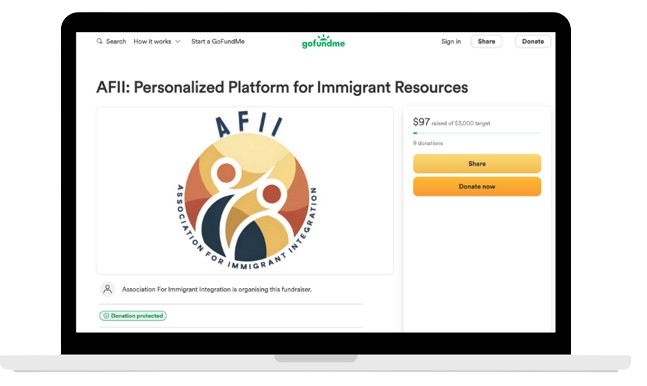 Search How it works Start a GoFundMe gofundme Sign in Share Donate
AFII: Personalized Platform for Immigrant Resources
AFII
ASSOCIATION FOR IMMIGRANT INTEGRATION
$97 raised of $3,000 target
9 donations
Share
Donate now
Association For Immigrant Integration is organising this fundraiser.
Donation protected